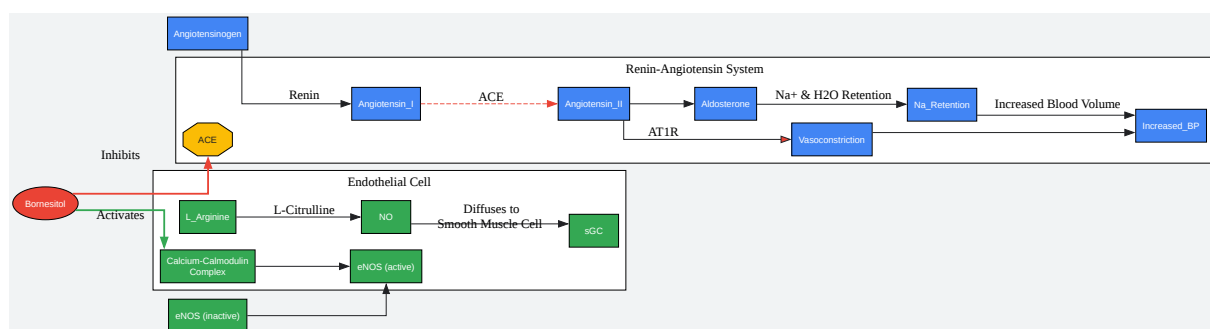 Angiotensinogen
Renin-Angiotensin System
Renin
Angiotensin_I
ACE
Angiotensin_II
Aldosterone
Na+ & H2O Retention
Na_Retention
Increased Blood Volume
Increased_BP
AT1R
Vasoconstriction
ACE
Inhibits
Bornesitol
Activates
Endothelial Cell
L_Arginine
L-Citrulline
NO
Diffuses to
Smooth Muscle Cell
sGC
Calcium-Calmodulin
Complex
eNOS (active)
eNOS (inactive)